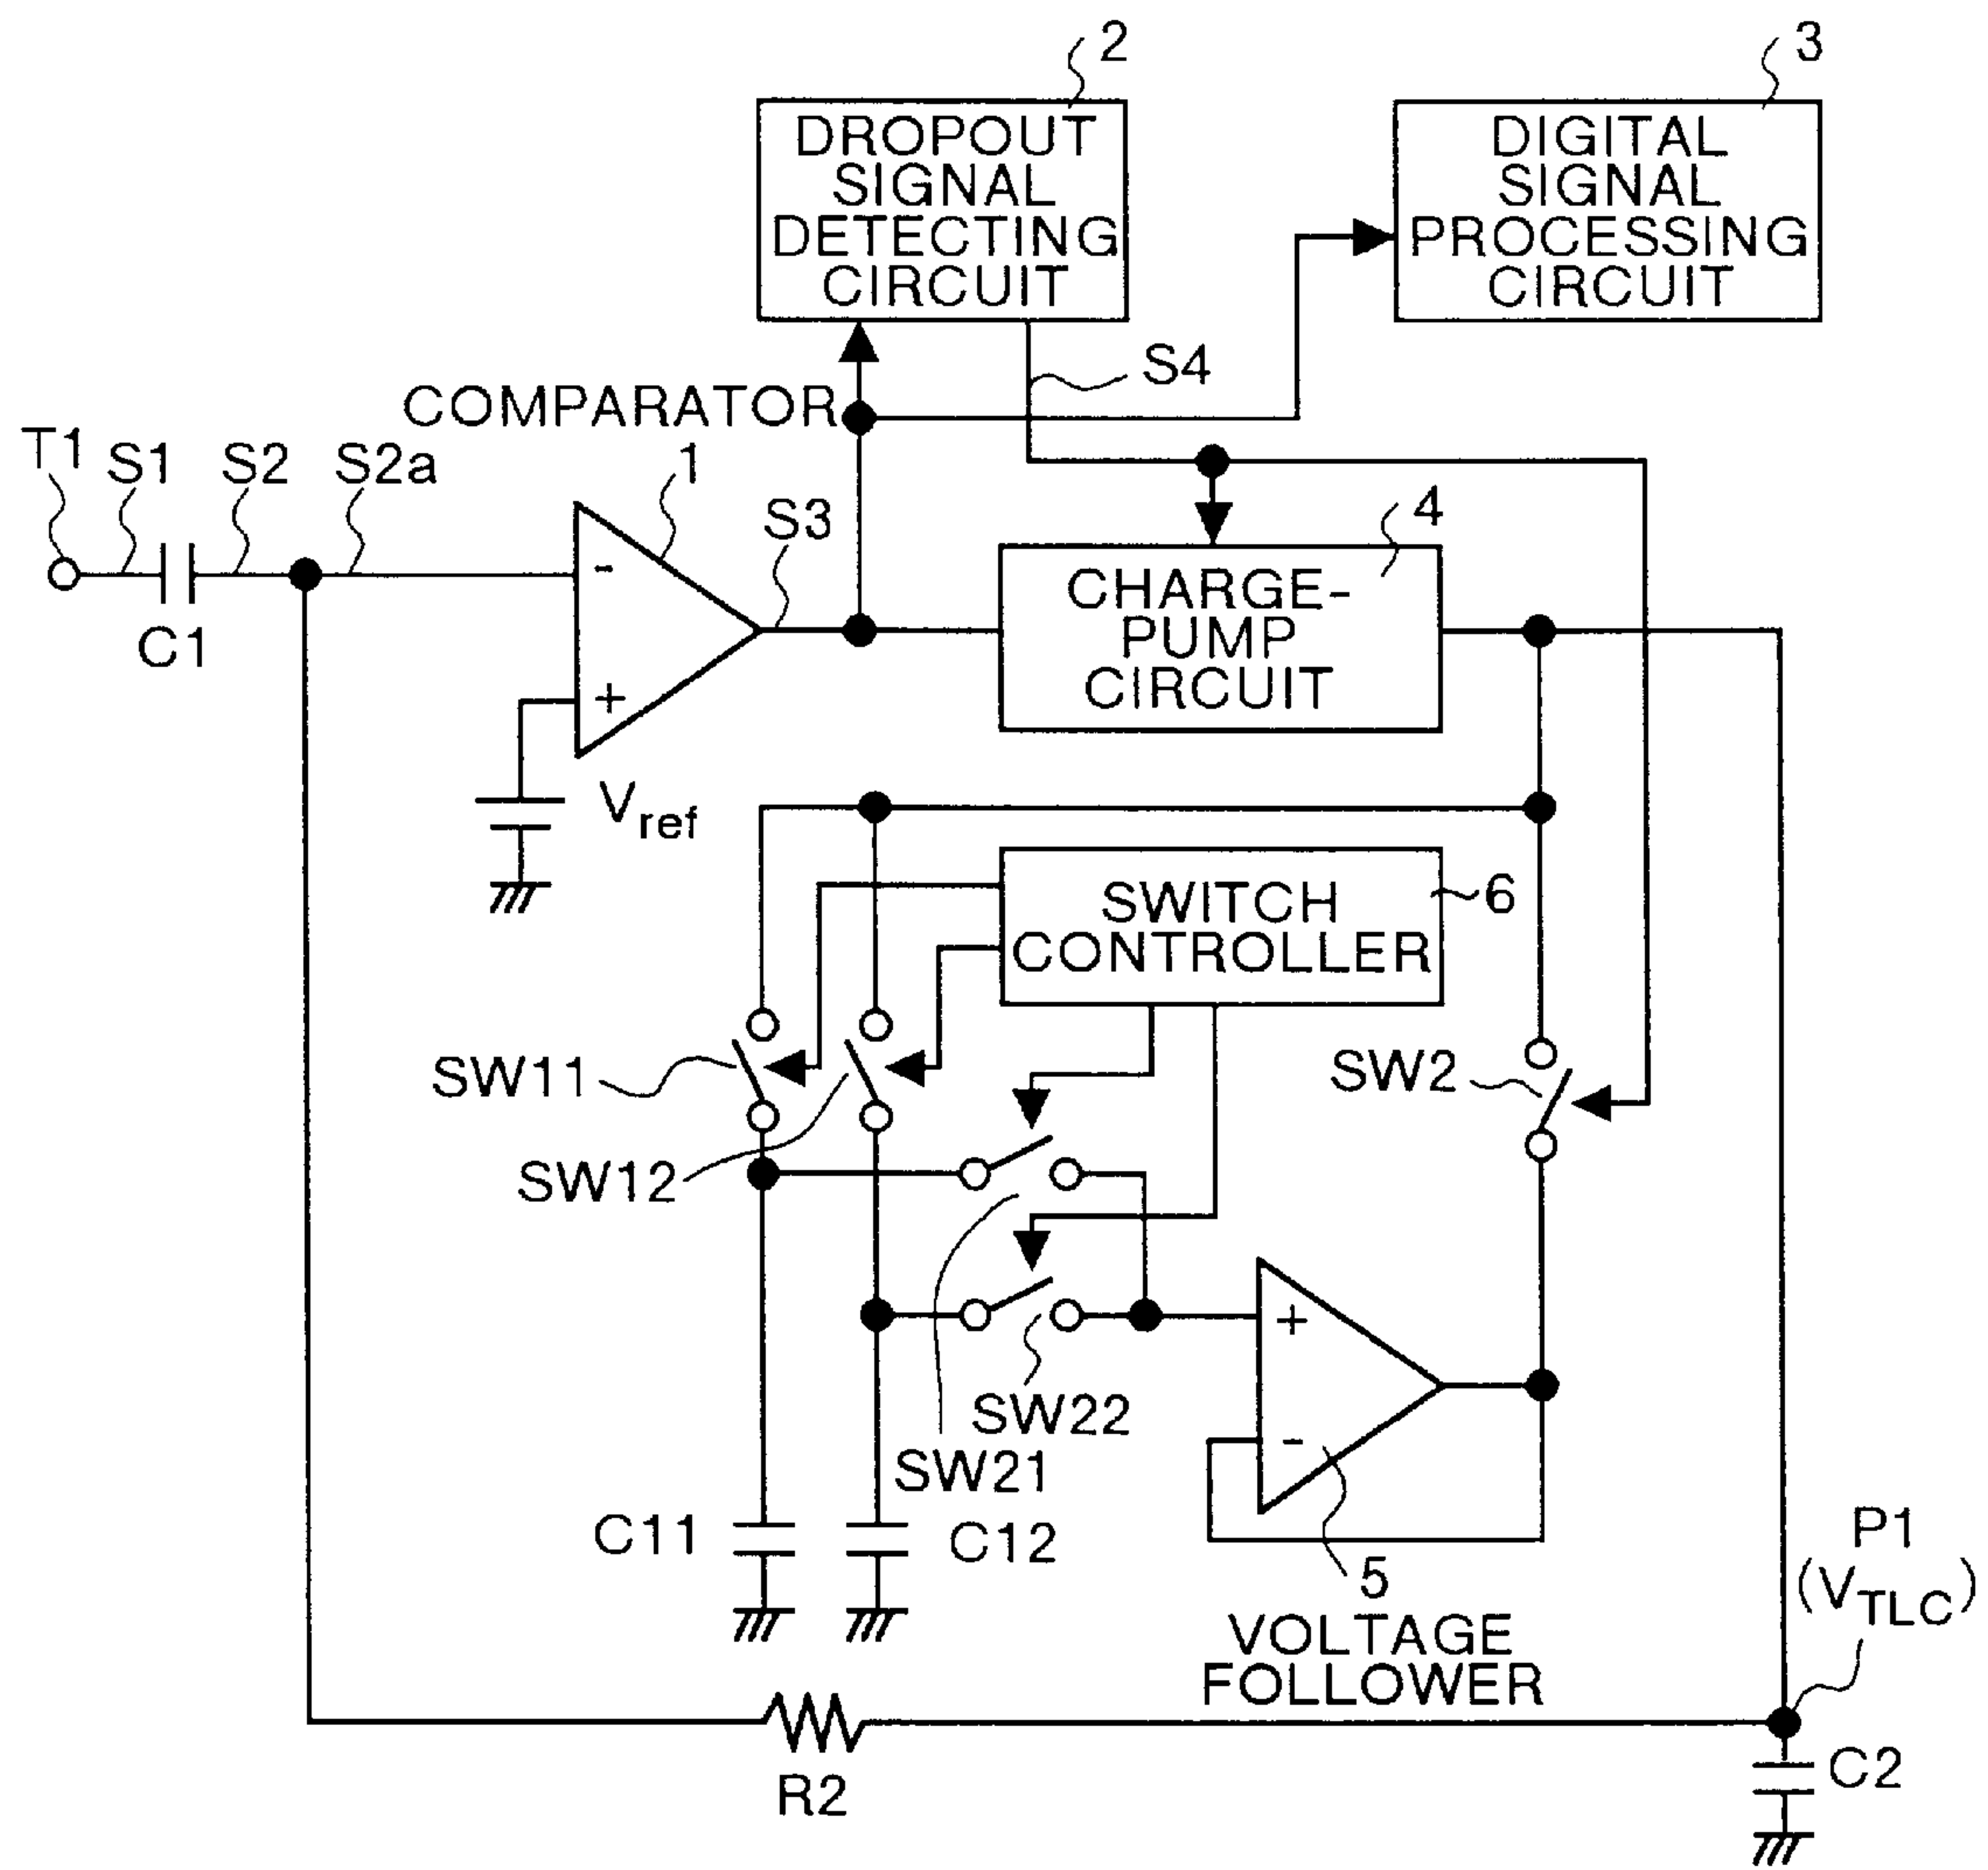 2
3
DROPOUT
SIGNAL
DETECTING
CIRCUIT
DIGITAL
SIGNAL
PROCESSING
CIRCUIT
S4
COMPARATOR
T1
S1
S2
S2a
1
S3
4
-
+
C1
CHARGE-
PUMP
CIRCUIT
Vref
SWITCH
CONTROLLER
6
SW11
SW12
SW2
+
-
SW22
SW21
C11
C12
5
VOLTAGE
FOLLOWER
P1
(VTLC)
R2
C2